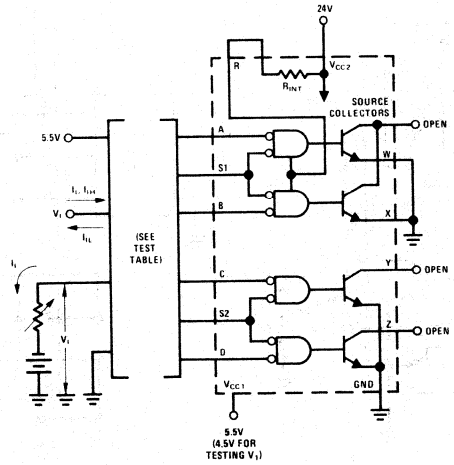 24V
R
RINT
VCC2
SOURCE
COLLECTORS
OPEN
5.5V
A
W
S1
II, IIH
VI
IIL
B
X
(SEE
TEST
TABLE)
Y
OPEN
C
II
S2
VI
Z
OPEN
D
VCC1
GND
5.5V
(4.5V FOR
TESTING VI)